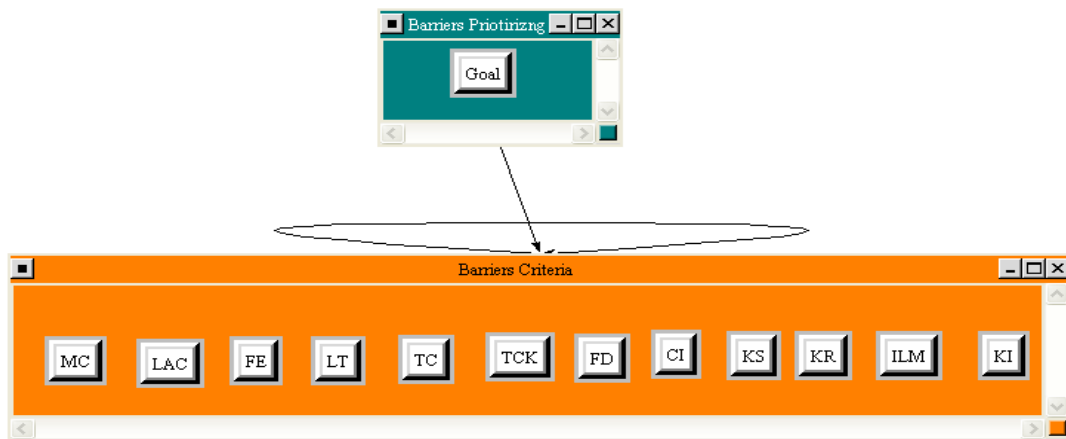 Barriers Priotirizng
Goal
Barriers Criteria
MC LAC FE LT TC TCK FD CI KS KR ILM KI